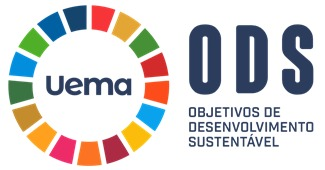 Uema
ODS
OBJETIVOS DE
DESENVOLVIMENTO
SUSTENTÁVEL